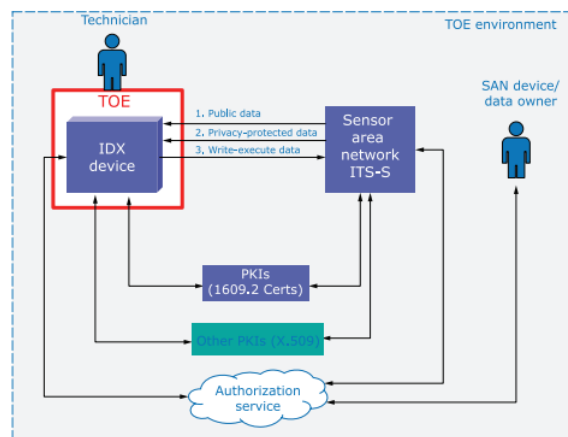 Technician
TOE environment
TOE
SAN device/
data owner
IDX
device
1. Public data
2. Privacy-protected data
3, Write-execute data
Sensor
area
network
ITS-S
PKIs
(1609.2 Certs)
Other PKIs (X.509)
Authorization
service